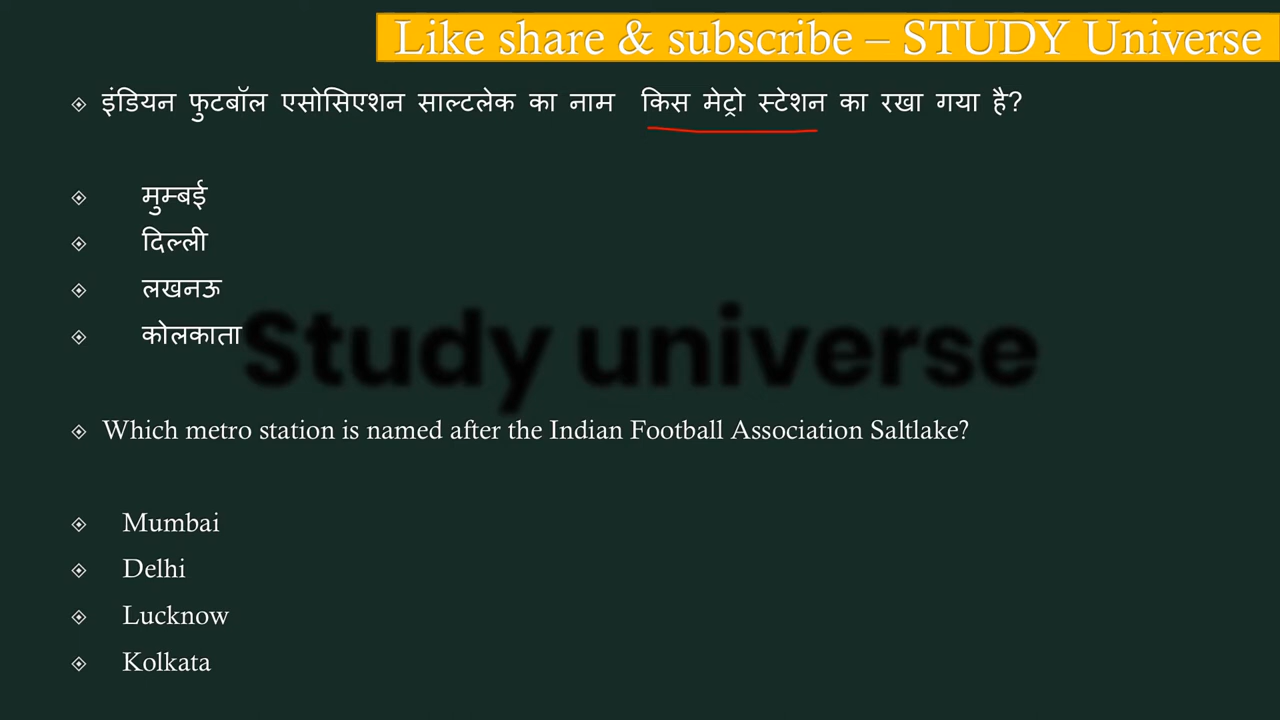 Like share & subscribe – STUDY Universe
इंडियन फुटबॉल एसोसिएशन साल्टलेक का नाम किस मेट्रो स्टेशन का रखा गया है?
मुम्बई
दिल्ली
लखनऊ
कोलकाता
Study universe
Which metro station is named after the Indian Football Association Saltlake?
Mumbai
Delhi
Lucknow
Kolkata